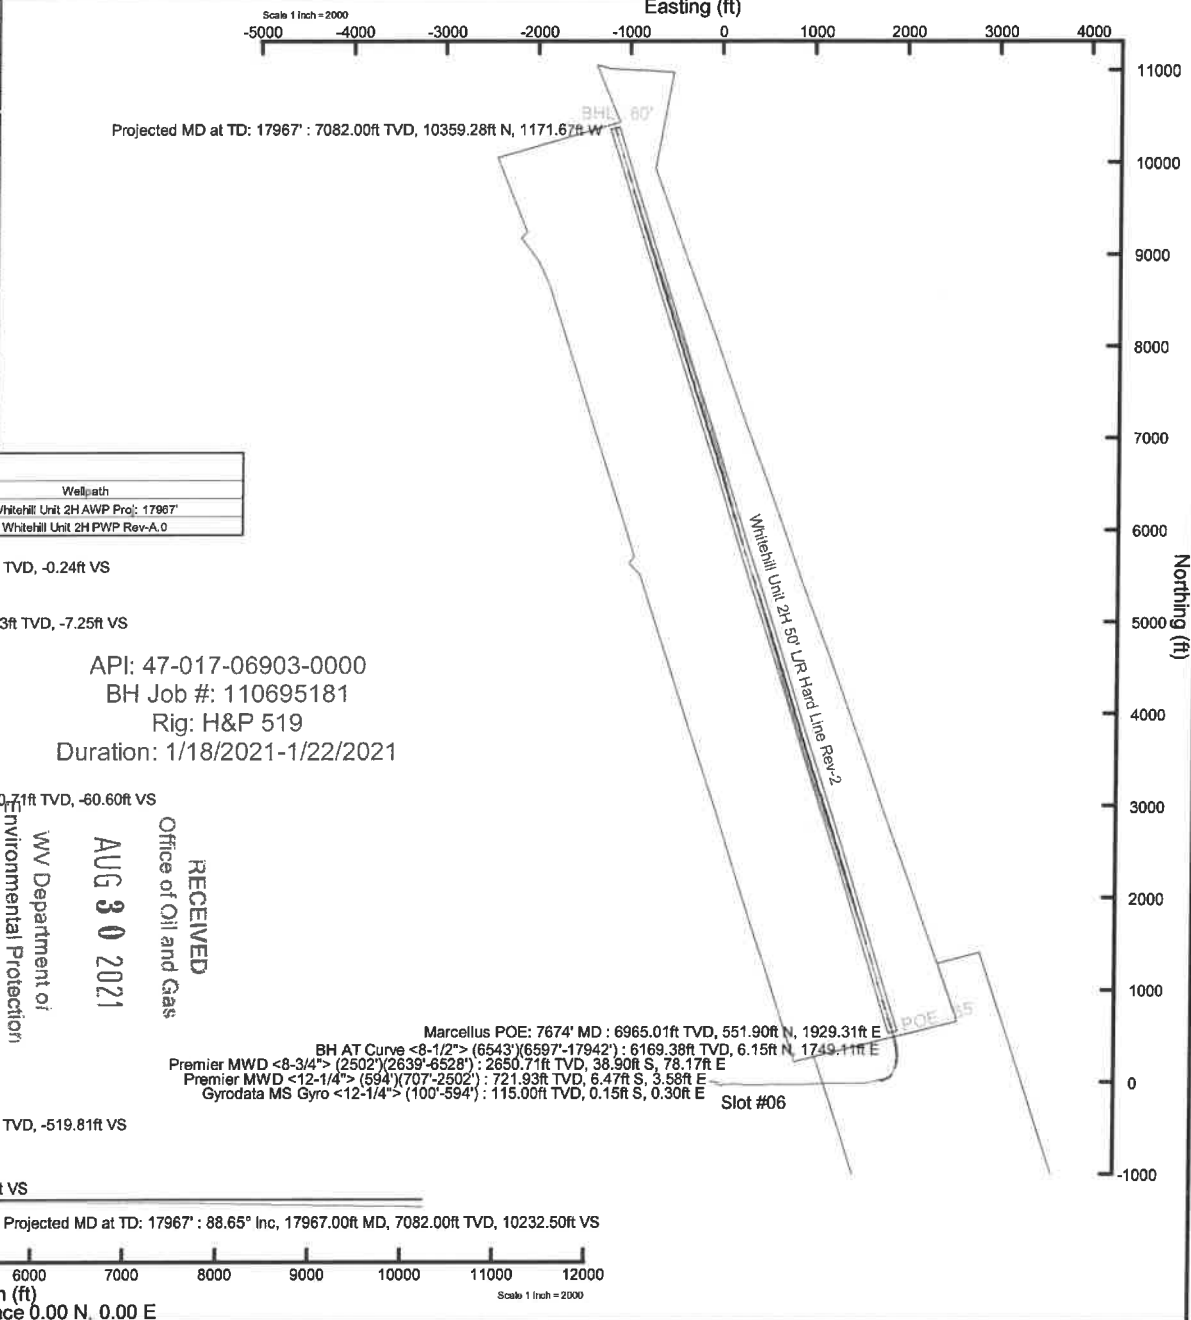 Easting (ft)
Scale 1 inch = 2000
-5000 -4000 -3000 -2000 -1000 0 1000 2000 3000 4000
11000
BHL 60'
Projected MD at TD: 17967' : 7082.00ft TVD, 10359.28ft N, 1171.67ft W
10000
9000
8000
7000
Wellpath
Whitehill Unit 2H AWP Proj: 17967'
Whitehill Unit 2H PWP Rev-A.0
6000
TVD, -0.24ft VS
Northing (ft)
Whitehill Unit 2H 50' L/R Hard Line Rev-2
3ft TVD, -7.25ft VS
5000
API: 47-017-06903-0000
BH Job #: 110695181
Rig: H&P 519
Duration: 1/18/2021-1/22/2021
4000
0.71ft TVD, -60.60ft VS
3000
RECEIVED
Office of Oil and Gas
AUG 30 2021
WV Department of
Environmental Protection
2000
1000
POE
Marcellus POE: 7674' MD : 6965.01ft TVD, 551.90ft N, 1929.31ft E
BH AT Curve <8-1/2"> (6543')(6597'-17942') : 6169.38ft TVD, 6.15ft N, 1749.11ft E
Premier MWD <8-3/4"> (2502')(2639'-6528') : 2650.71ft TVD, 38.90ft S, 78.17ft E
Premier MWD <12-1/4"> (594')(707'-2502') : 721.93ft TVD, 6.47ft S, 3.58ft E
Gyrodata MS Gyro <12-1/4"> (100'-594') : 115.00ft TVD, 0.15ft S, 0.30ft E
0
Slot #06
TVD, -519.81ft VS
-1000
t VS
Projected MD at TD: 17967' : 88.65° Inc, 17967.00ft MD, 7082.00ft TVD, 10232.50ft VS
6000 7000 8000 9000 10000 11000 12000
n (ft)
Scale 1 inch = 2000
nce 0.00 N, 0.00 E